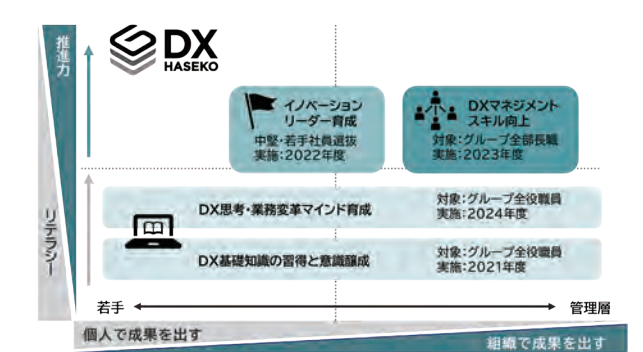 推進力
DX
HASEKO
イノベーション
リーダー育成
中堅・若手社員選抜
実施:2022年度
DXマネジメント
スキル向上
対象:グループ全部長職
実施:2023年度
リテラシー
DX思考・業務変革マインド育成
対象:グループ全役職員
実施:2024年度
DX基礎知識の習得と意識醸成
対象:グループ全役職員
実施:2021年度
若手
管理層
個人で成果を出す
組織で成果を出す